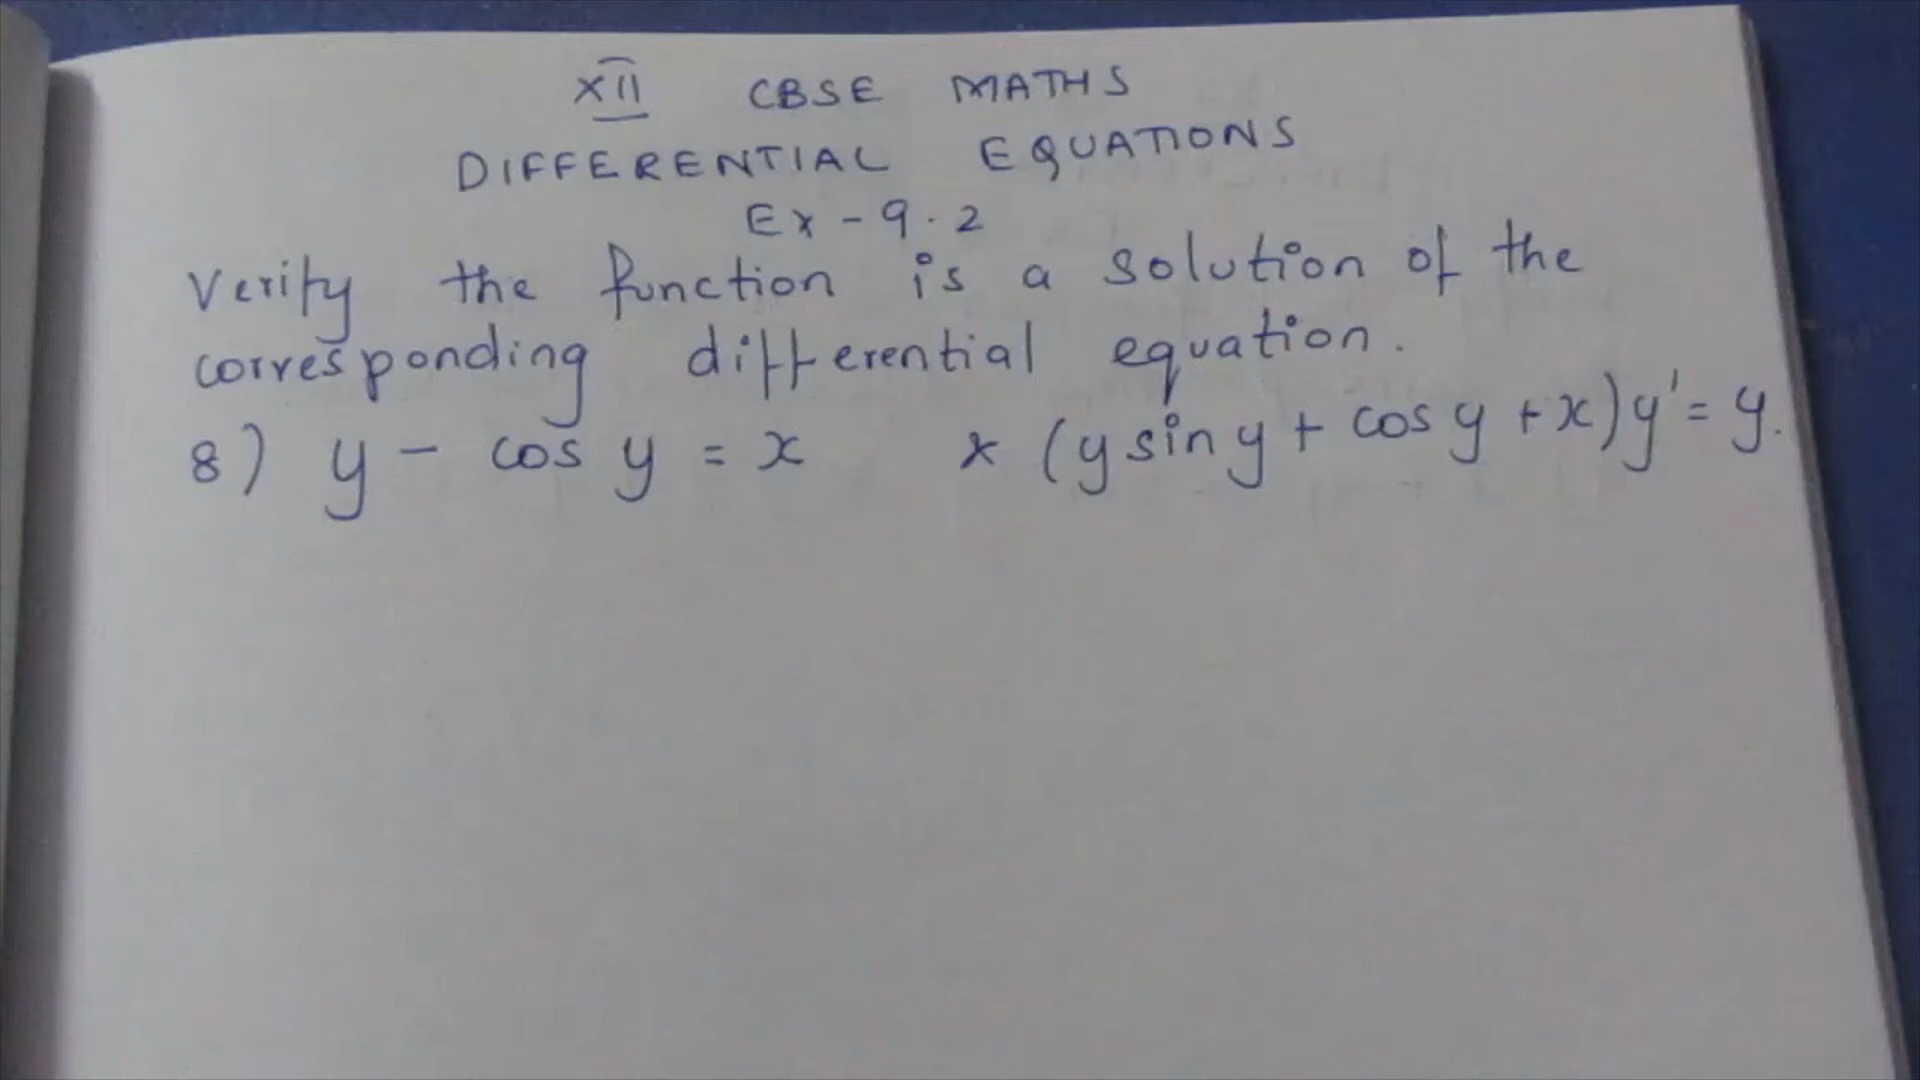 XII CBSE MATHS
DIFFERENTIAL EQUATIONS
Ex - 9.2
Verify the function is a solution of the
corresponding differential equation.
8) y - cos y = x x (y sin y + cos y + x) y' = y.